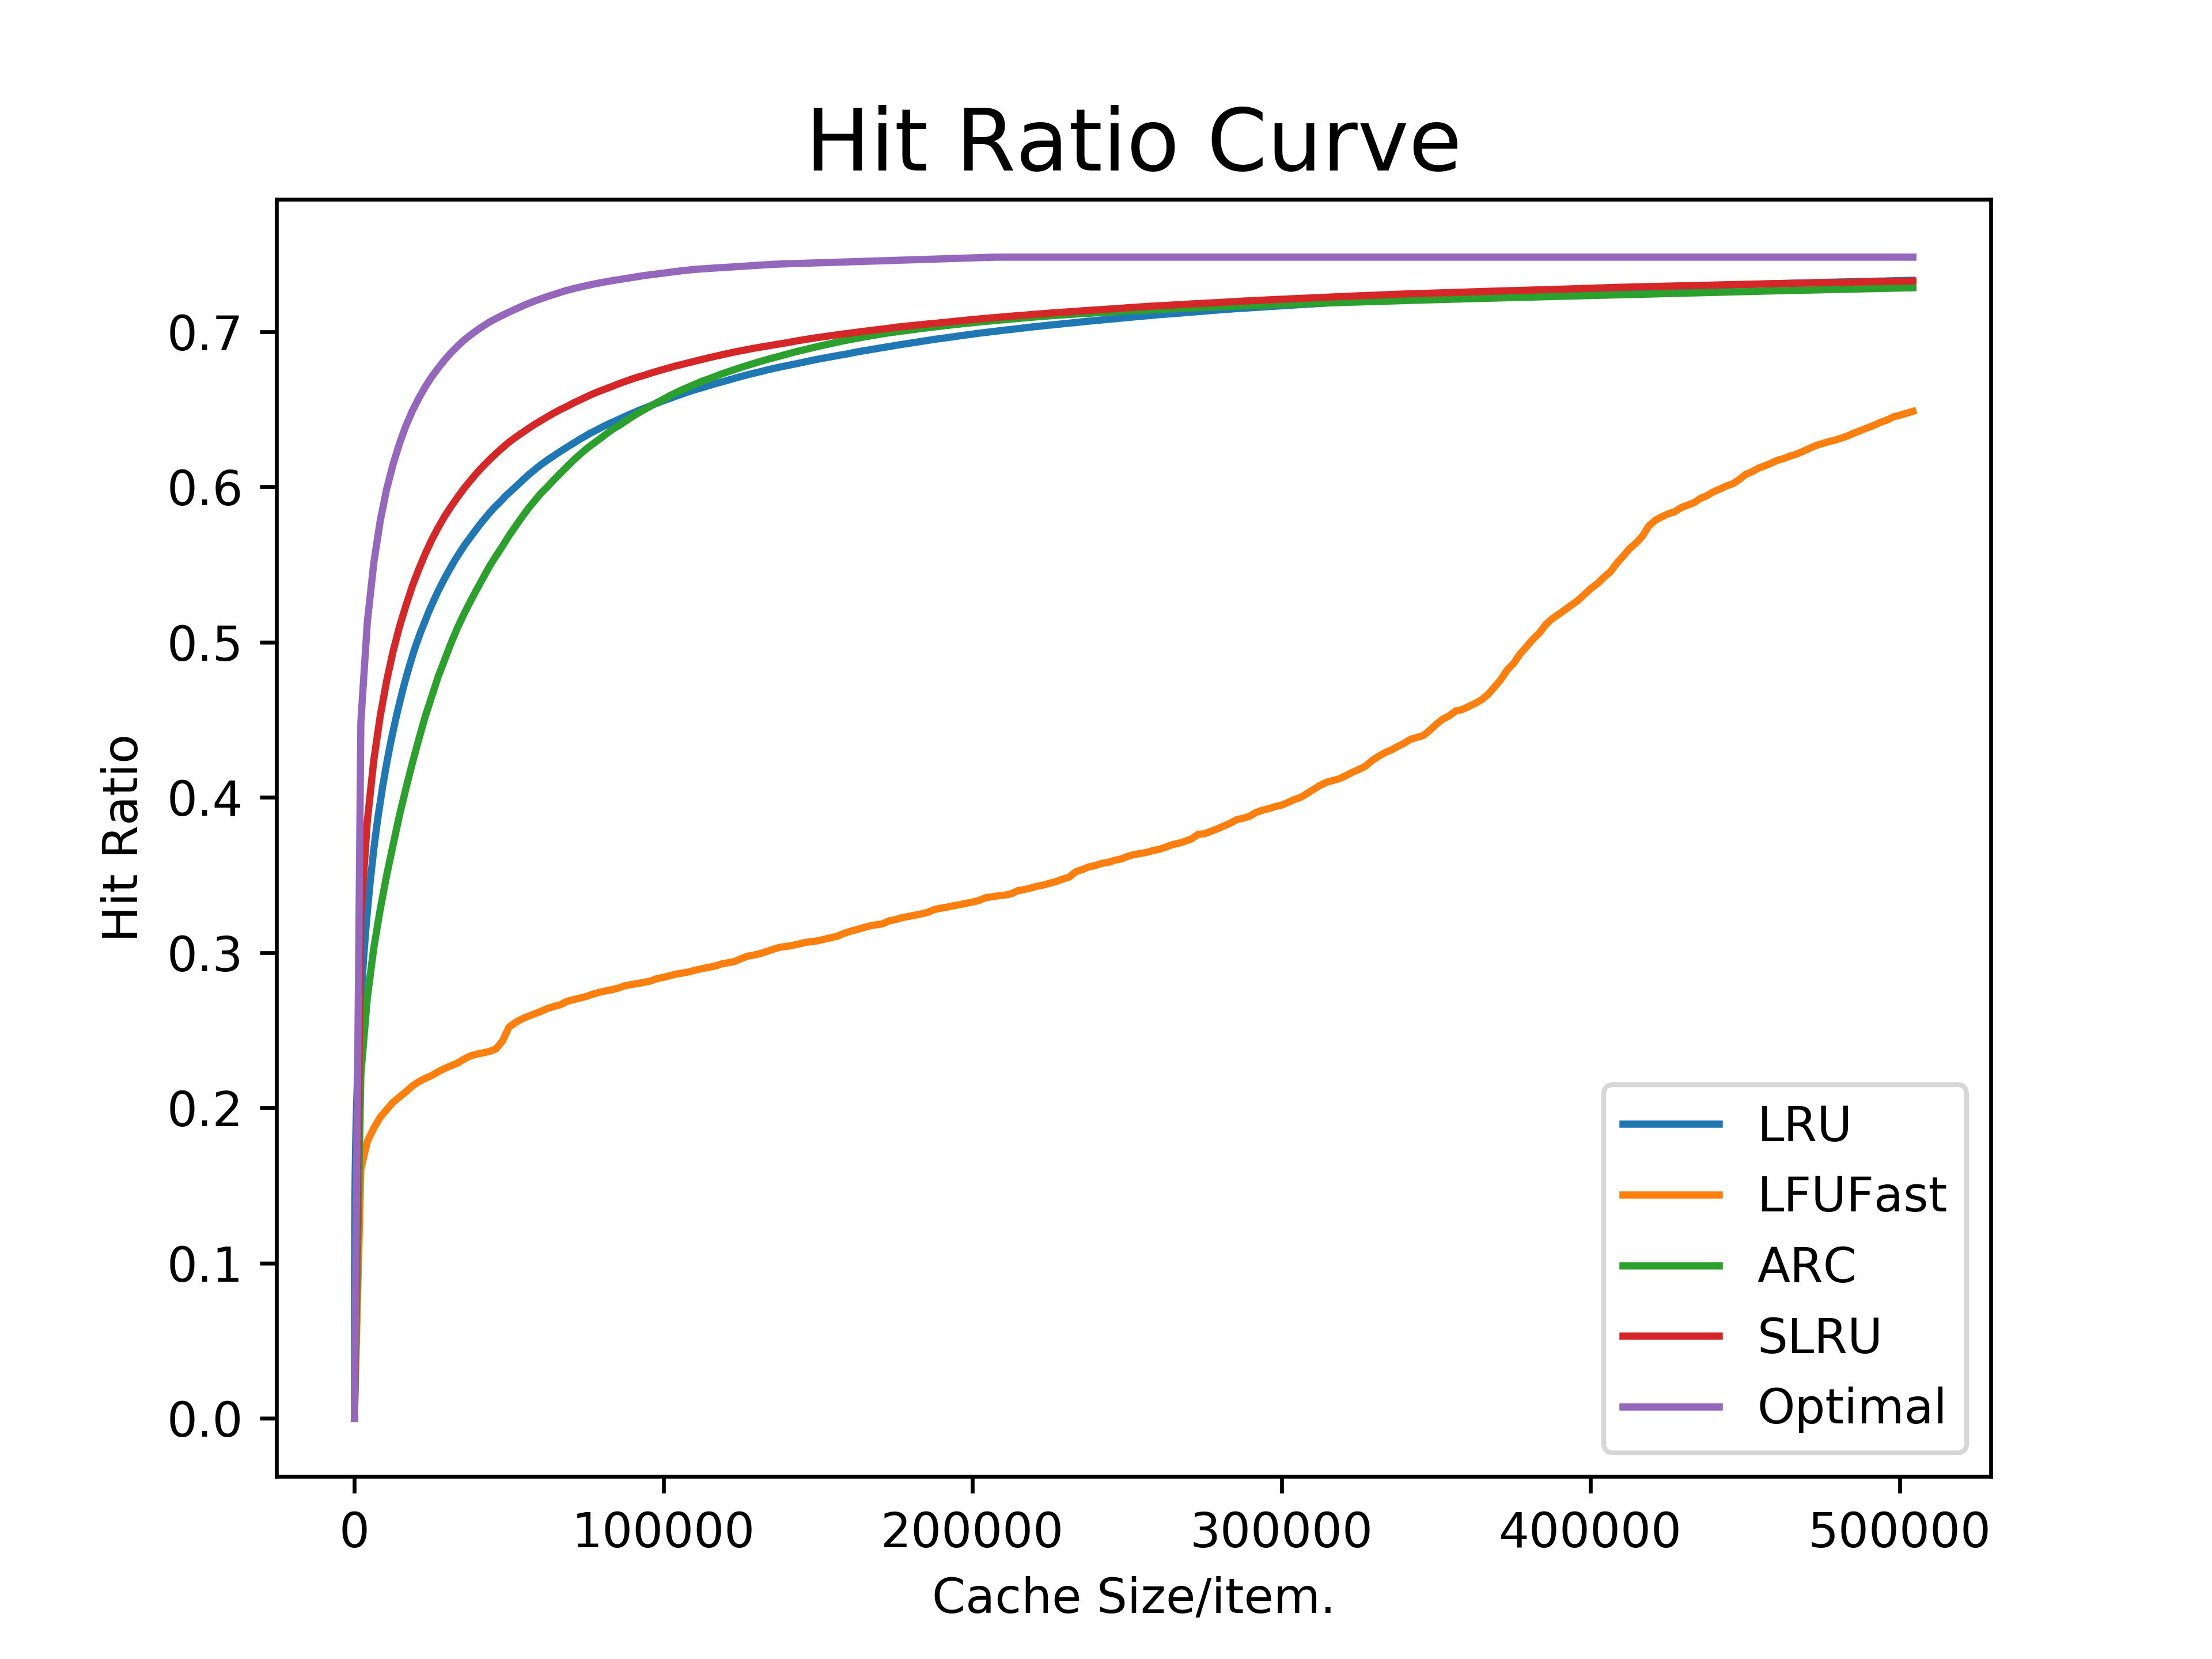 Hit Ratio Curve
Hit Ratio
0.7
0.6
0.5
0.4
0.3
0.2
0.1
0.0
0 100000 200000 300000 400000 500000
Cache Size/item.
LRU
LFUFast
ARC
SLRU
Optimal